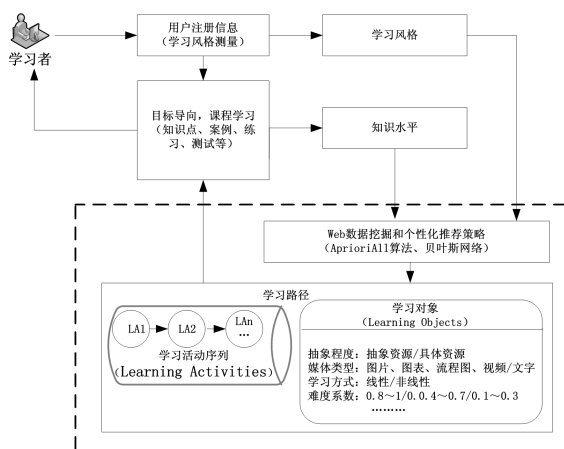 学习者
用户注册信息
（学习风格测量）
学习风格
目标导向，课程学习
（知识点、案例、练
习、测试等）
知识水平
Web数据挖掘和个性化推荐策略
（AprioriAll算法、贝叶斯网络）
学习路径
LA1
LA2
LAn
…
学习活动序列
（Learning Activities）
学习对象
（Learning Objects）
抽象程度：抽象资源/具体资源
媒体类型：图片、图表、流程图、视频/文字
学习方式：线性/非线性
难度系数：0.8～1/0.0.4～0.7/0.1～0.3
………